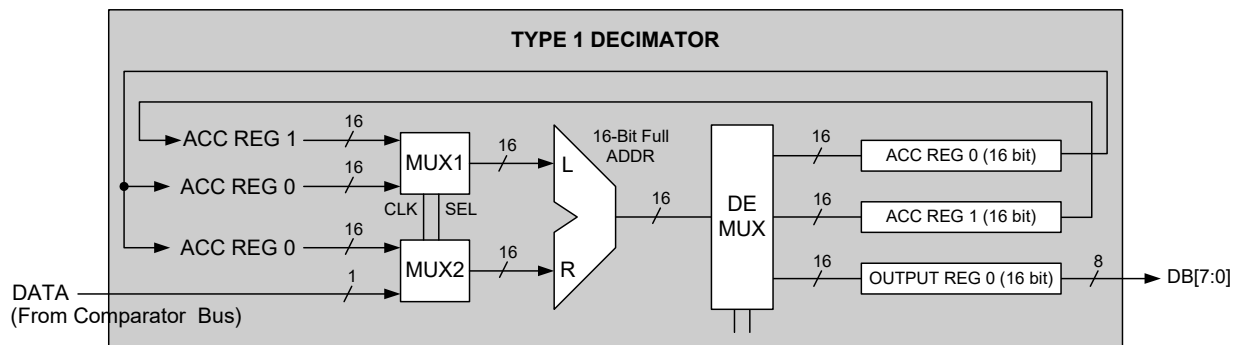 TYPE 1 DECIMATOR
ACC REG 1
16
MUX1
16
L
16-Bit Full
ADDR
16
ACC REG 0 (16 bit)
ACC REG 0
16
CLK
SEL
16
DE
MUX
16
ACC REG 1 (16 bit)
ACC REG 0
16
MUX2
16
R
16
OUTPUT REG 0 (16 bit)
8
DB[7:0]
DATA
1
(From Comparator Bus)